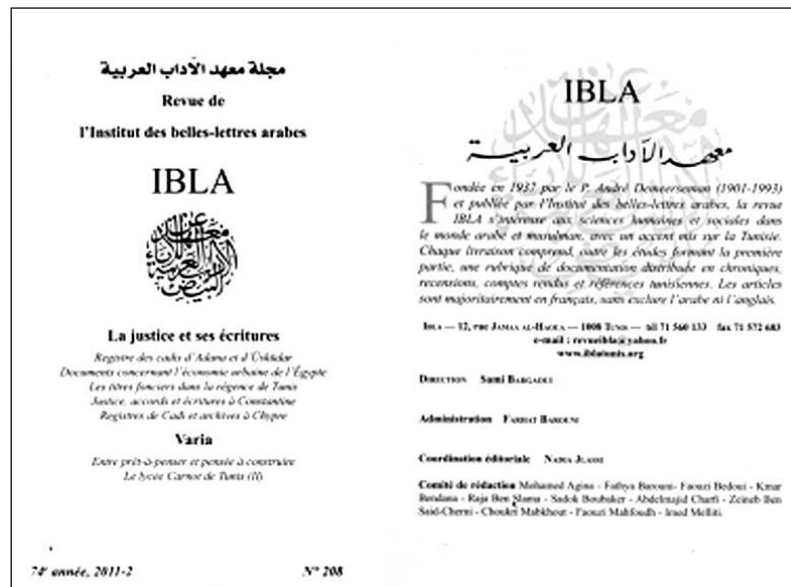 مجلة معهد الآداب العربية
Revue de
l'Institut des belles-lettres arabes
IBLA
La justice et ses écritures
Registre des cadis d'Adana et d'Üsküdar
Documents concernant l'économie urbaine de l'Égypte
Les titres fonciers dans la régence de Tunis
Justice, accords et écritures à Constantine
Registres de Cadi et archives à Chypre
Varia
Entre prêt-à-penser et pensée à construire
Le lycée Carnot de Tunis (II)
74e année, 2011-2 N° 208
IBLA
معهد الآداب العربية
Fondée en 1937 par le P. André Demeerseman (1901-1993)
et publiée par l'Institut des belles-lettres arabes, la revue
IBLA s'intéresse aux sciences humaines et sociales dans
le monde arabe et musulman, avec un accent mis sur la Tunisie.
Chaque livraison comprend, outre les études formant la première
partie, une rubrique de documentation distribuée en chroniques,
recensions, comptes rendus et références tunisiennes. Les articles
sont majoritairement en français, sans exclure l'arabe ni l'anglais.
IBLA — 12, rue JAMAA AL-HAOUA — 1008 TUNIS — tél 71 560 133 fax 71 572 683
e-mail : revueibla@yahoo.fr
www.iblatunis.org
DIRECTION Sami BARGAOUI
Administration FARHAT BAROUNI
Coordination éditoriale NADIA JLASSI
Comité de rédaction Mohamed Agina - Fathya Barouni- Faouzi Bedoui - Kmar
Bendana - Raja Ben Slama - Sadok Boubaker - Abdelmajid Charfi - Zeineb Ben
Said-Cherni - Choukri Mabkhout - Faouzi Mahfoudh - Imed Melliti.